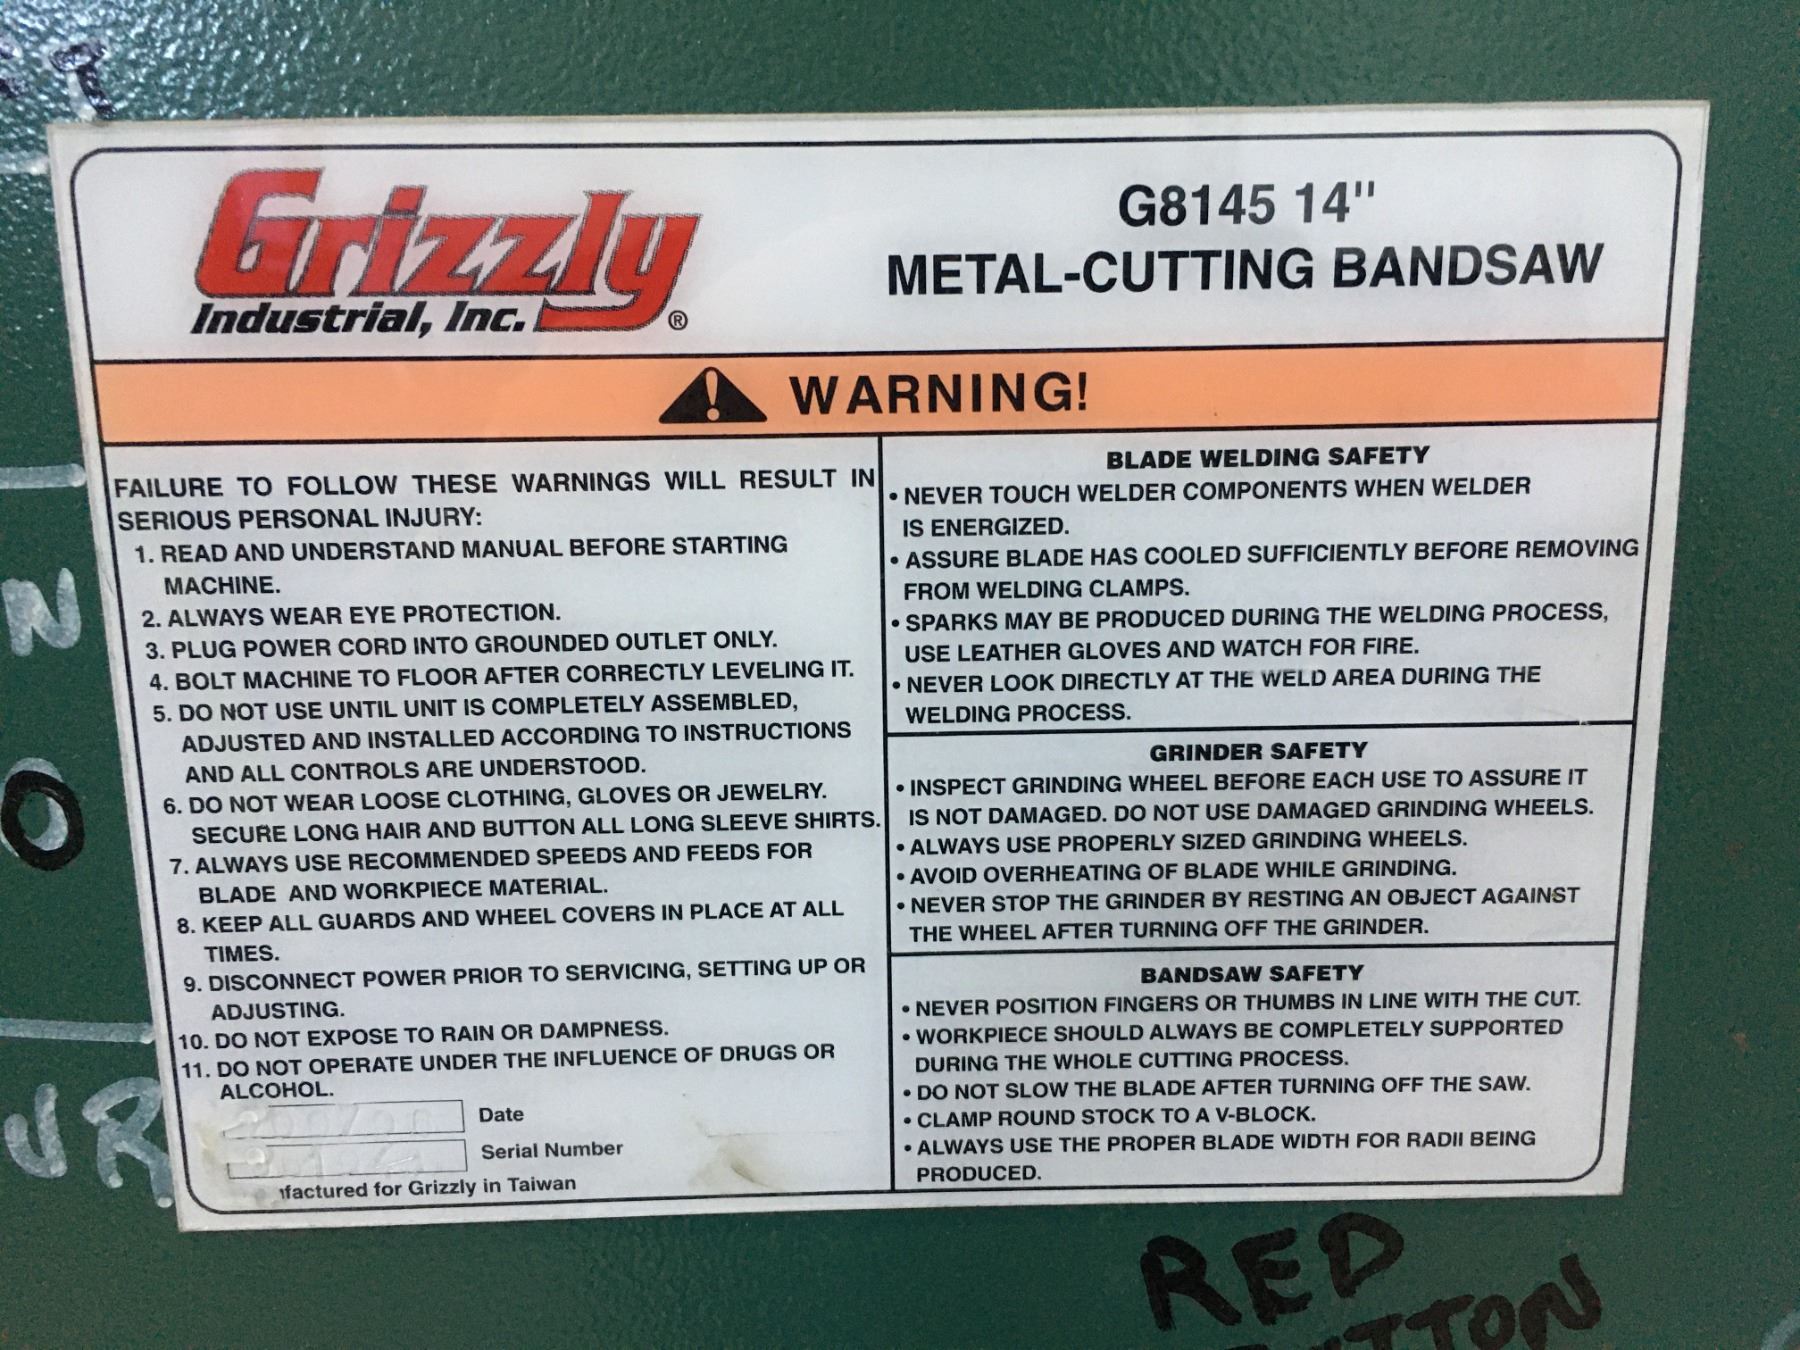 Grizzly
Industrial, Inc. ®
G8145 14"
METAL-CUTTING BANDSAW
WARNING!
FAILURE TO FOLLOW THESE WARNINGS WILL RESULT IN
SERIOUS PERSONAL INJURY:
1. READ AND UNDERSTAND MANUAL BEFORE STARTING
MACHINE.
2. ALWAYS WEAR EYE PROTECTION.
3. PLUG POWER CORD INTO GROUNDED OUTLET ONLY.
4. BOLT MACHINE TO FLOOR AFTER CORRECTLY LEVELING IT.
5. DO NOT USE UNTIL UNIT IS COMPLETELY ASSEMBLED,
ADJUSTED AND INSTALLED ACCORDING TO INSTRUCTIONS
AND ALL CONTROLS ARE UNDERSTOOD.
6. DO NOT WEAR LOOSE CLOTHING, GLOVES OR JEWELRY.
SECURE LONG HAIR AND BUTTON ALL LONG SLEEVE SHIRTS.
7. ALWAYS USE RECOMMENDED SPEEDS AND FEEDS FOR
BLADE AND WORKPIECE MATERIAL.
8. KEEP ALL GUARDS AND WHEEL COVERS IN PLACE AT ALL
TIMES.
9. DISCONNECT POWER PRIOR TO SERVICING, SETTING UP OR
ADJUSTING.
10. DO NOT EXPOSE TO RAIN OR DAMPNESS.
11. DO NOT OPERATE UNDER THE INFLUENCE OF DRUGS OR
ALCOHOL.
Date
Serial Number
factured for Grizzly in Taiwan
BLADE WELDING SAFETY
• NEVER TOUCH WELDER COMPONENTS WHEN WELDER
IS ENERGIZED.
• ASSURE BLADE HAS COOLED SUFFICIENTLY BEFORE REMOVING
FROM WELDING CLAMPS.
• SPARKS MAY BE PRODUCED DURING THE WELDING PROCESS,
USE LEATHER GLOVES AND WATCH FOR FIRE.
• NEVER LOOK DIRECTLY AT THE WELD AREA DURING THE
WELDING PROCESS.
GRINDER SAFETY
• INSPECT GRINDING WHEEL BEFORE EACH USE TO ASSURE IT
IS NOT DAMAGED. DO NOT USE DAMAGED GRINDING WHEELS.
• ALWAYS USE PROPERLY SIZED GRINDING WHEELS.
• AVOID OVERHEATING OF BLADE WHILE GRINDING.
• NEVER STOP THE GRINDER BY RESTING AN OBJECT AGAINST
THE WHEEL AFTER TURNING OFF THE GRINDER.
BANDSAW SAFETY
• NEVER POSITION FINGERS OR THUMBS IN LINE WITH THE CUT.
• WORKPIECE SHOULD ALWAYS BE COMPLETELY SUPPORTED
DURING THE WHOLE CUTTING PROCESS.
• DO NOT SLOW THE BLADE AFTER TURNING OFF THE SAW.
• CLAMP ROUND STOCK TO A V-BLOCK.
• ALWAYS USE THE PROPER BLADE WIDTH FOR RADII BEING
PRODUCED.
RED